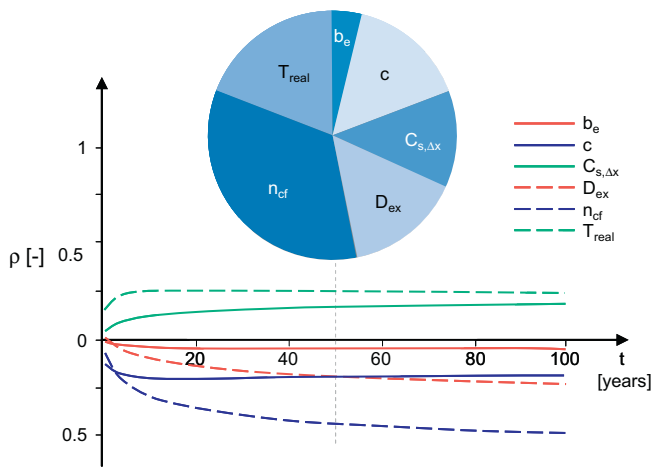 b_e
c
T_real
C_s,Δx
n_cf
D_ex
1
ρ [-]
0.5
0
0.5
20
40
60
80
100
t
[years]
b_e
c
C_s,Δx
D_ex
n_cf
T_real